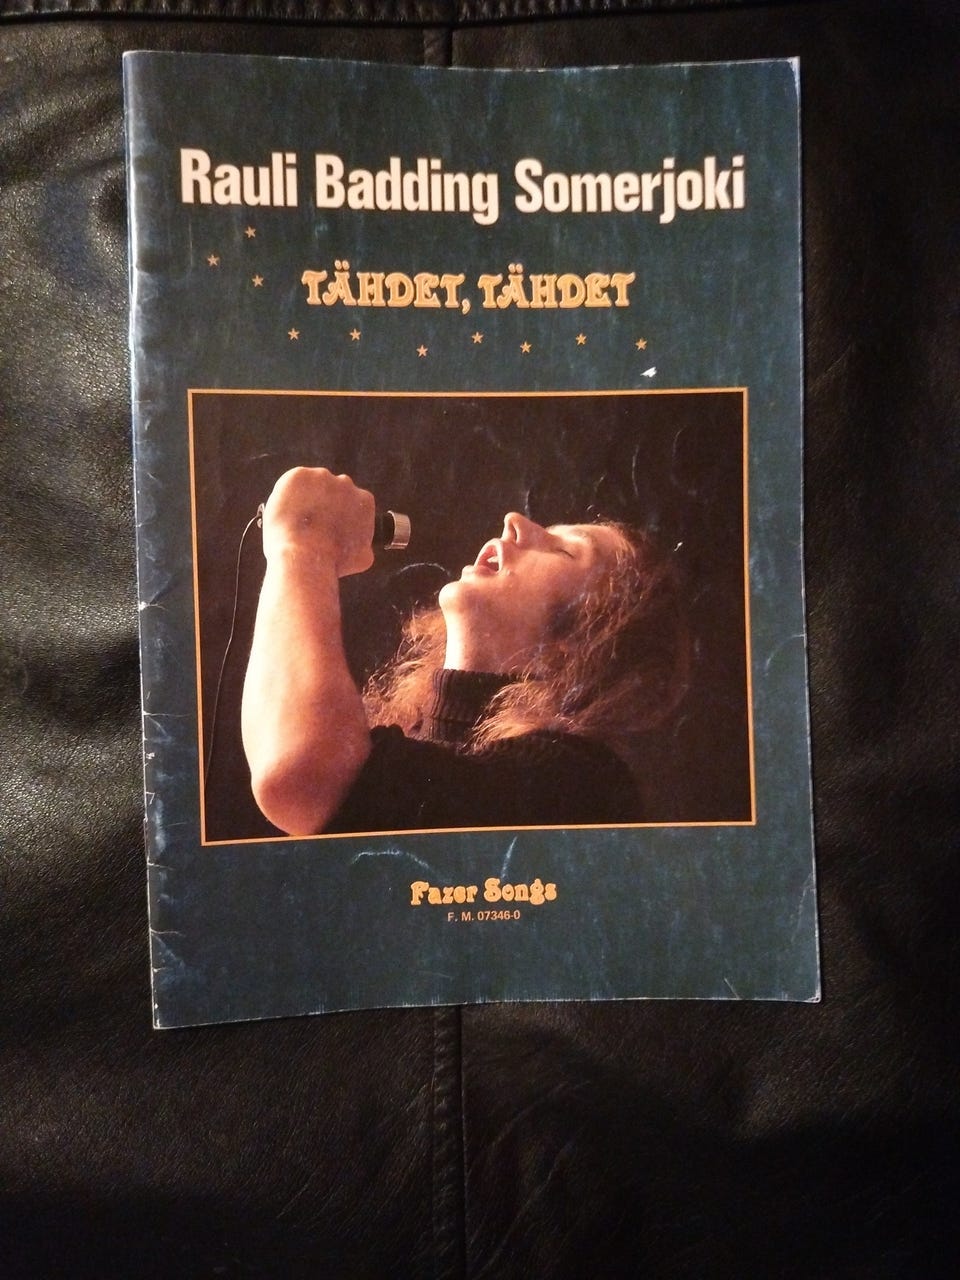 Rauli Badding Somerjoki
TÄHDET, TÄHDET
Fazer Songs
F. M. 07346-0